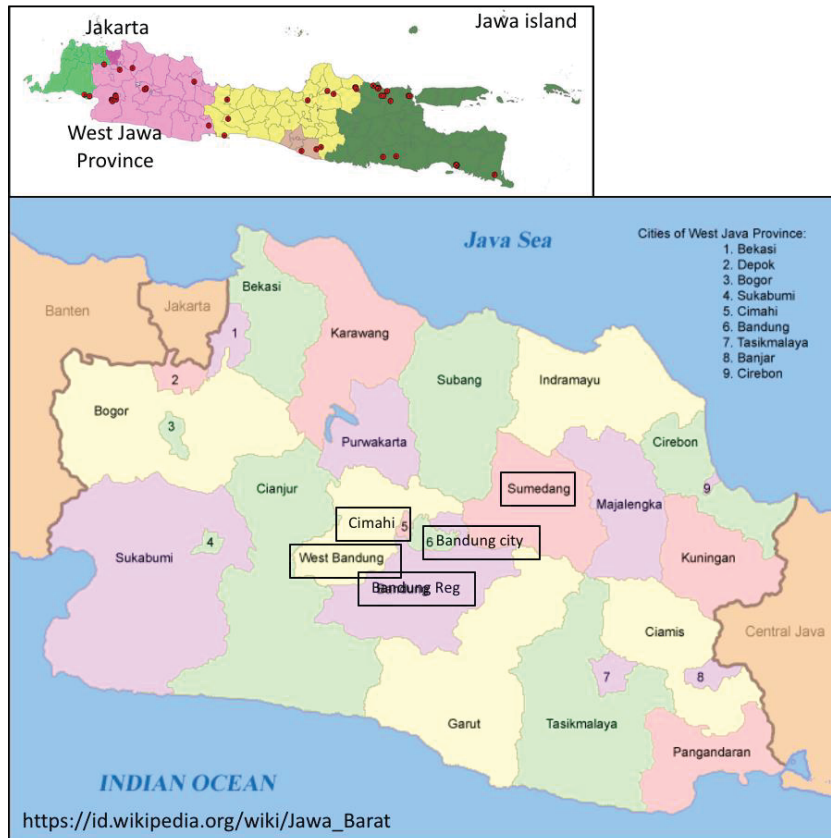 Jakarta
Jawa island
West Jawa
Province
Java Sea
Cities of West Java Province:
1. Bekasi
2. Depok
3. Bogor
4. Sukabumi
5. Cimahi
6. Bandung
7. Tasikmalaya
8. Banjar
9. Cirebon
Banten
Jakarta
Bekasi
1
Karawang
2
Subang
Indramayu
Bogor
3
Purwakarta
Cirebon
9
Cianjur
Sumedang
Majalengka
Cimahi
5
6
Bandung city
4
Sukabumi
West Bandung
Kuningan
Bandung Reg
Ciamis
Central Java
7
8
Garut
Tasikmalaya
Pangandaran
INDIAN OCEAN
https://id.wikipedia.org/wiki/Jawa_Barat